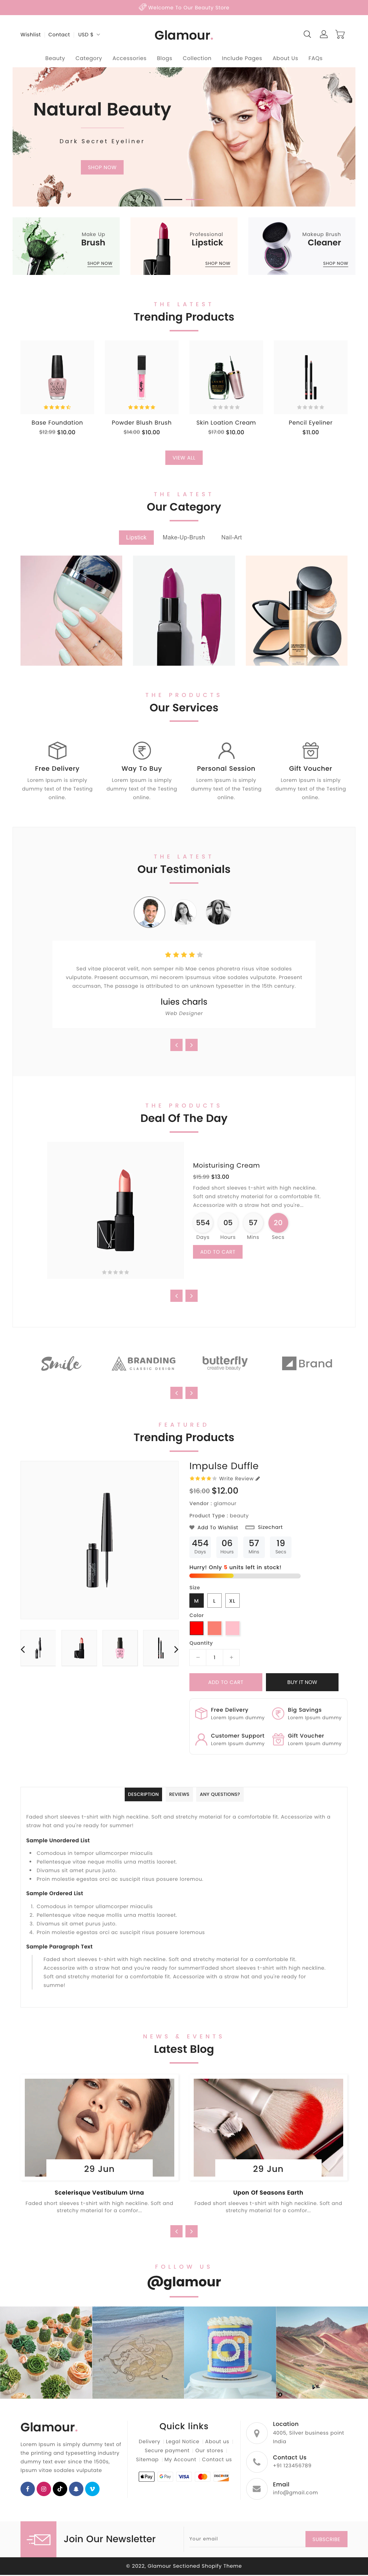 Welcome To Our Beauty Store
Wishlist Contact USD $
Glamour.
Beauty Category Accessories Blogs Collection Include Pages About Us FAQs
Natural Beauty
Dark Secret Eyeliner
SHOP NOW
Make Up
Brush
SHOP NOW
Professional
Lipstick
SHOP NOW
Makeup Brush
Cleaner
SHOP NOW
THE LATEST
Trending Products
Base Foundation
$12.99 $10.00
Powder Blush Brush
$14.00 $10.00
Skin Loation Cream
$17.00 $10.00
Pencil Eyeliner
$11.00
VIEW ALL
THE LATEST
Our Category
Lipstick Make-Up-Brush Nail-Art
THE PRODUCTS
Our Services
Free Delivery
Lorem Ipsum is simply
dummy text of the Testing
online.
Way To Buy
Lorem Ipsum is simply
dummy text of the Testing
online.
Personal Session
Lorem Ipsum is simply
dummy text of the Testing
online.
Gift Voucher
Lorem Ipsum is simply
dummy text of the Testing
online.
THE LATEST
Our Testimonials
Sed vitae placerat velit, non semper nib Mae cenas pharetra risus vitae sodales
vulputate. Praesent accumsan, mi necorem ipsumsus vitae sodales vulputate. Praesent
accumsan, The passage is attributed to an unknown typesetter in the 15th century.
luies charls
Web Designer
THE PRODUCTS
Deal Of The Day
Moisturising Cream
$15.99 $13.00
Faded short sleeves t-shirt with high neckline.
Soft and stretchy material for a comfortable fit.
Accessorize with a straw hat and you're...
554 05 57 20
Days Hours Mins Secs
ADD TO CART
Smile
BRANDING
CLASSIC DESIGN
butterfly
creative beauty
Brand
FEATURED
Trending Products
Impulse Duffle
Write Review
$16.00 $12.00
Vendor : glamour
Product Type : beauty
Add To Wishlist Sizechart
454 06 57 19
Days Hours Mins Secs
Hurry! Only 5 units left in stock!
Size
M L XL
Color
Quantity
− 1 +
ADD TO CART BUY IT NOW
Free Delivery
Lorem Ipsum dummy
Big Savings
Lorem Ipsum dummy
Customer Support
Lorem Ipsum dummy
Gift Voucher
Lorem Ipsum dummy
DESCRIPTION REVIEWS ANY QUESTIONS?
Faded short sleeves t-shirt with high neckline. Soft and stretchy material for a comfortable fit. Accessorize with a
straw hat and you're ready for summer!
Sample Unordered List
• Comodous in tempor ullamcorper miaculis
• Pellentesque vitae neque mollis urna mattis laoreet.
• Divamus sit amet purus justo.
• Proin molestie egestas orci ac suscipit risus posuere loremou.
Sample Ordered List
1. Comodous in tempor ullamcorper miaculis
2. Pellentesque vitae neque mollis urna mattis laoreet.
3. Divamus sit amet purus justo.
4. Proin molestie egestas orci ac suscipit risus posuere loremous
Sample Paragraph Text
Faded short sleeves t-shirt with high neckline. Soft and stretchy material for a comfortable fit.
Accessorize with a straw hat and you're ready for summer!Faded short sleeves t-shirt with high neckline.
Soft and stretchy material for a comfortable fit. Accessorize with a straw hat and you're ready for
summe!
NEWS & EVENTS
Latest Blog
29 Jun
Scelerisque Vestibulum Urna
Faded short sleeves t-shirt with high neckline. Soft and
stretchy material for a comfor...
29 Jun
Upon Of Seasons Earth
Faded short sleeves t-shirt with high neckline. Soft and
stretchy material for a comfor...
FOLLOW US
@glamour
Glamour.
Lorem Ipsum is simply dummy text of
the printing and typesetting industry
dummy text ever since the 1500s,
Ipsum vitae sodales vulputate
Quick links
Delivery Legal Notice About us
Secure payment Our stores
Sitemap My Account Contact us
Pay G Pay VISA DISCOVER
Location
4005, Silver business point
India
Contact Us
+91 123456789
Email
info@gmail.com
Join Our Newsletter
Your email
SUBSCRIBE
© 2022, Glamour Sectioned Shopify Theme